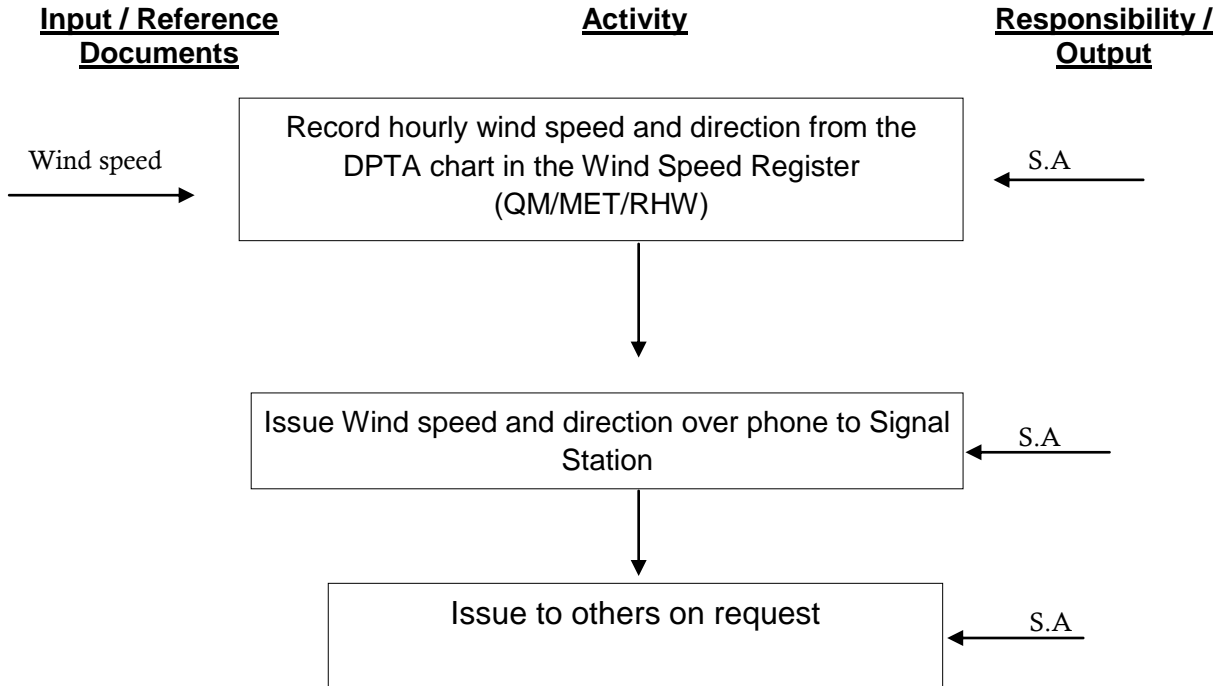 Input / Reference
Documents
Activity
Responsibility /
Output
Record hourly wind speed and direction from the
DPTA chart in the Wind Speed Register
(QM/MET/RHW)
Wind speed
S.A
Issue Wind speed and direction over phone to Signal
Station
S.A
Issue to others on request
S.A